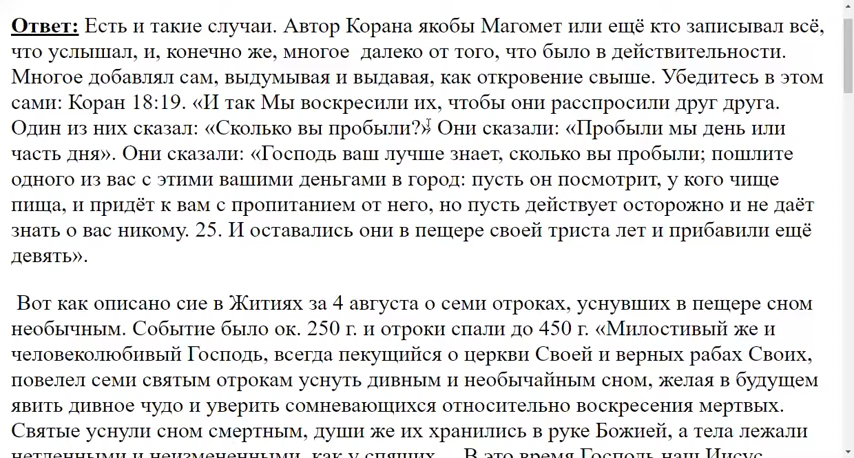 Ответ: Есть и такие случаи. Автор Корана якобы Магомет или ещё кто записывал всё,
что услышал, и, конечно же, многое далеко от того, что было в действительности.
Многое добавлял сам, выдумывая и выдавая, как откровение свыше. Убедитесь в этом
сами: Коран 18:19. «И так Мы воскресили их, чтобы они расспросили друг друга.
Один из них сказал: «Сколько вы пробыли?» Они сказали: «Пробыли мы день или
часть дня». Они сказали: «Господь ваш лучше знает, сколько вы пробыли; пошлите
одного из вас с этими вашими деньгами в город: пусть он посмотрит, у кого чище
пища, и придёт к вам с пропитанием от него, но пусть действует осторожно и не даёт
знать о вас никому. 25. И оставались они в пещере своей триста лет и прибавили ещё
девять».
Вот как описано сие в Житиях за 4 августа о семи отроках, уснувших в пещере сном
необычным. Событие было ок. 250 г. и отроки спали до 450 г. «Милостивый же и
человеколюбивый Господь, всегда пекущийся о церкви Своей и верных рабах Своих,
повелел семи святым отрокам уснуть дивным и необычайным сном, желая в будущем
явить дивное чудо и уверить сомневающихся относительно воскресения мертвых.
Святые уснули сном смертным, души же их хранились в руке Божией, а тела лежали
нетленными и неизмененными, как у спящих... В это время Господь наш Иисус